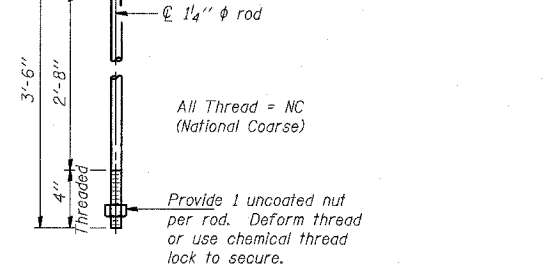 ℄ 1¼" ϕ rod
3'-6"
2'-8"
All Thread = NC
(National Coarse)
4"
Threaded
Provide 1 uncoated nut
per rod. Deform thread
or use chemical thread
lock to secure.